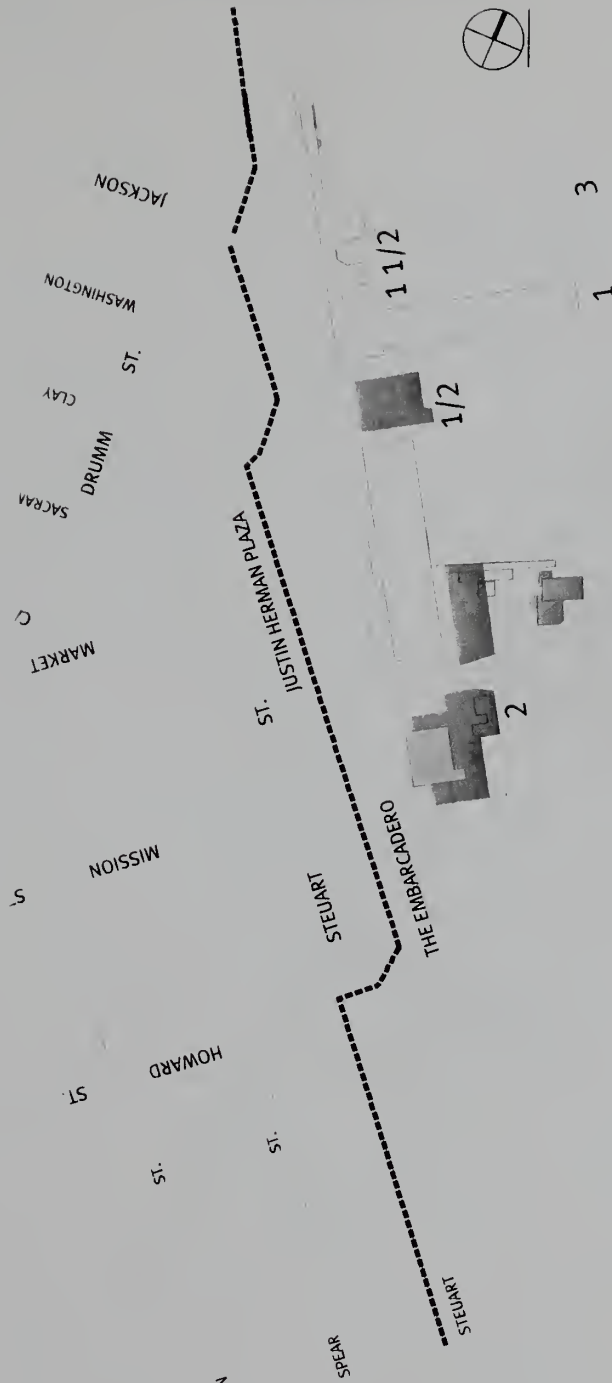 JACKSON
WASHINGTON
ST.
CLAY
DRUMM
SACRAM
MARKET
JUSTIN HERMAN PLAZA
ST.
MISSION
STEUART
THE EMBARCADERO
HOWARD
ST.
ST.
ST.
SPEAR
STEUART
1 1/2
1/2
2
1
3